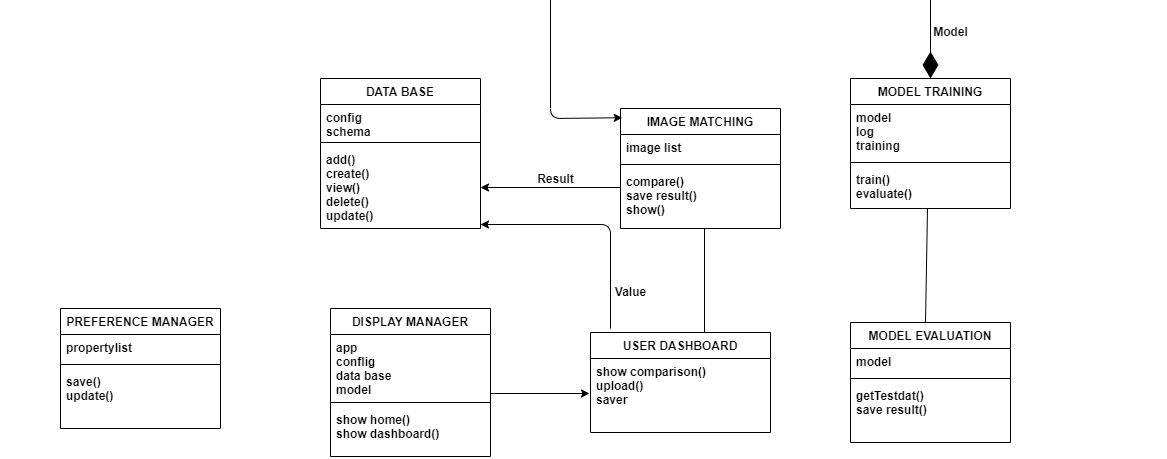 Model
DATA BASE
config
schema
add()
create()
view()
delete()
update()
IMAGE MATCHING
image list
compare()
save result()
show()
MODEL TRAINING
model
log
training
train()
evaluate()
Result
Value
PREFERENCE MANAGER
propertylist
save()
update()
DISPLAY MANAGER
app
conflig
data base
model
show home()
show dashboard()
USER DASHBOARD
show comparison()
upload()
saver
MODEL EVALUATION
model
getTestdat()
save result()